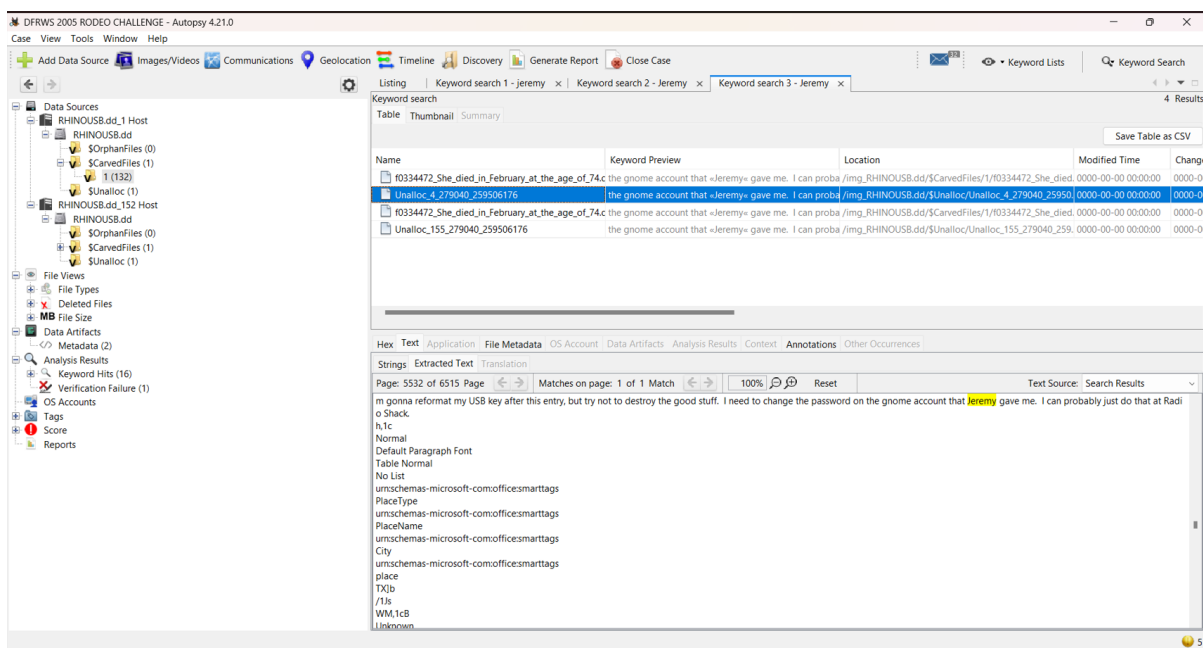 DFRWS 2005 RODEO CHALLENGE - Autopsy 4.21.0
Case View Tools Window Help
Add Data Source Images/Videos Communications Geolocation Timeline Discovery Generate Report Close Case 32 Keyword Lists Keyword Search
Listing Keyword search 1 - jeremy x Keyword search 2 - Jeremy x Keyword search 3 - Jeremy x
Keyword search 4 Results
Table Thumbnail Summary
Save Table as CSV
Name Keyword Preview Location Modified Time Change
f0334472_She_died_in_February_at_the_age_of_74.c the gnome account that «Jeremy« gave me. I can proba /img_RHINOUSB.dd/$CarvedFiles/1/f0334472_She_died. 0000-00-00 00:00:00 0000-0
Unalloc_4_279040_259506176 the gnome account that «Jeremy« gave me. I can proba /img_RHINOUSB.dd/$Unalloc/Unalloc_4_279040_25950. 0000-00-00 00:00:00 0000-0
f0334472_She_died_in_February_at_the_age_of_74.c the gnome account that «Jeremy« gave me. I can proba /img_RHINOUSB.dd/$CarvedFiles/1/f0334472_She_died. 0000-00-00 00:00:00 0000-0
Unalloc_155_279040_259506176 the gnome account that «Jeremy« gave me. I can proba /img_RHINOUSB.dd/$Unalloc/Unalloc_155_279040_259. 0000-00-00 00:00:00 0000-0
Data Sources
RHINOUSB.dd_1 Host
RHINOUSB.dd
$OrphanFiles (0)
$CarvedFiles (1)
1 (132)
$Unalloc (1)
RHINOUSB.dd_152 Host
RHINOUSB.dd
$OrphanFiles (0)
$CarvedFiles (1)
$Unalloc (1)
File Views
File Types
Deleted Files
MB File Size
Data Artifacts
Metadata (2)
Analysis Results
Keyword Hits (16)
Verification Failure (1)
OS Accounts
Tags
Score
Reports
Hex Text Application File Metadata OS Account Data Artifacts Analysis Results Context Annotations Other Occurrences
Strings Extracted Text Translation
Page: 5532 of 6515 Page Matches on page: 1 of 1 Match 100% Reset Text Source: Search Results
m gonna reformat my USB key after this entry, but try not to destroy the good stuff. I need to change the password on the gnome account that Jeremy gave me. I can probably just do that at Radi
o Shack.
h,1c
Normal
Default Paragraph Font
Table Normal
No List
urn:schemas-microsoft-com:office:smarttags
PlaceType
urn:schemas-microsoft-com:office:smarttags
PlaceName
urn:schemas-microsoft-com:office:smarttags
City
urn:schemas-microsoft-com:office:smarttags
place
TX]b
/1Js
WM,1cB
Unknown
5